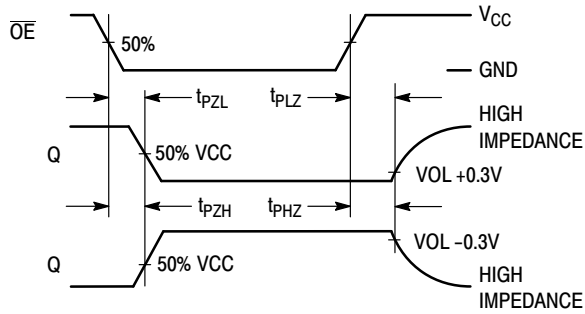 OE
50%
VCC
GND
tPZL
tPLZ
HIGH
IMPEDANCE
Q
50% VCC
VOL +0.3V
tPZH
tPHZ
VOL −0.3V
Q
50% VCC
HIGH
IMPEDANCE